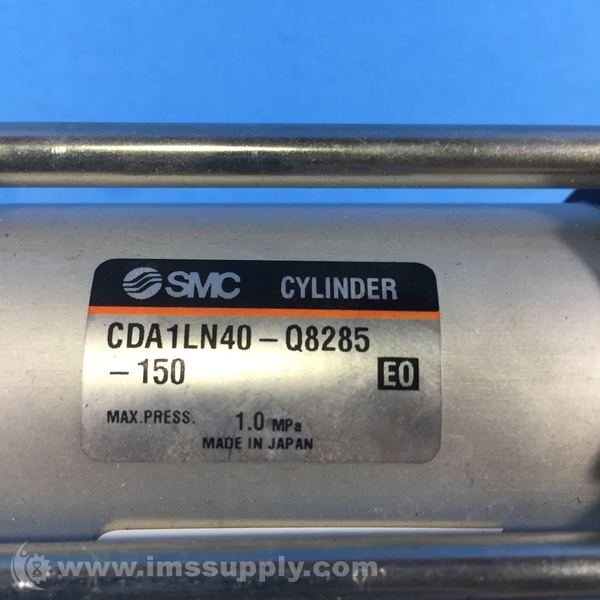 SMC CYLINDER
CDA1LN40-Q8285
-150 E0
MAX.PRESS. 1.0 MPa
MADE IN JAPAN
www.imssupply.com